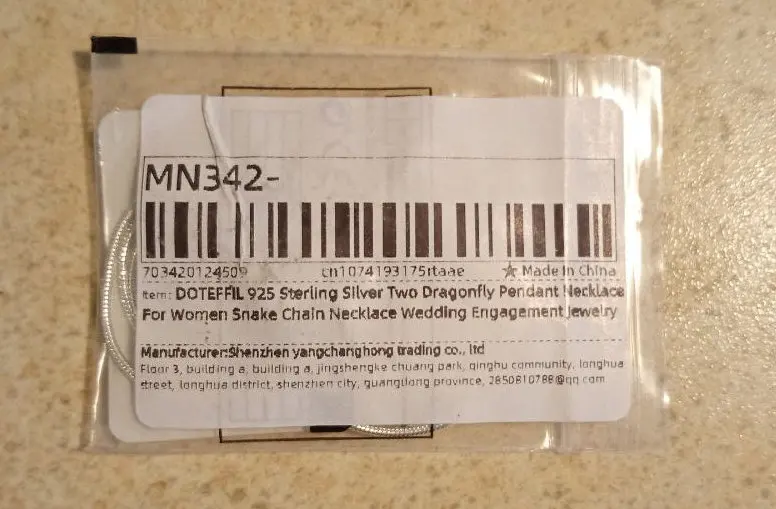 MN342-
703420124509 cn1074193175rtaae ★ Made In China
Item: DOTEFFIL 925 Sterling Silver Two Dragonfly Pendant Necklace
For Women Snake Chain Necklace Wedding Engagement Jewelry
Manufacturer:Shenzhen yangchanghong trading co., ltd
Floor 3, building a, building a, jingshengke chuang park, qinghu community, longhua
street, longhua district, shenzhen city, guangdong province, 2850810788@qq.com